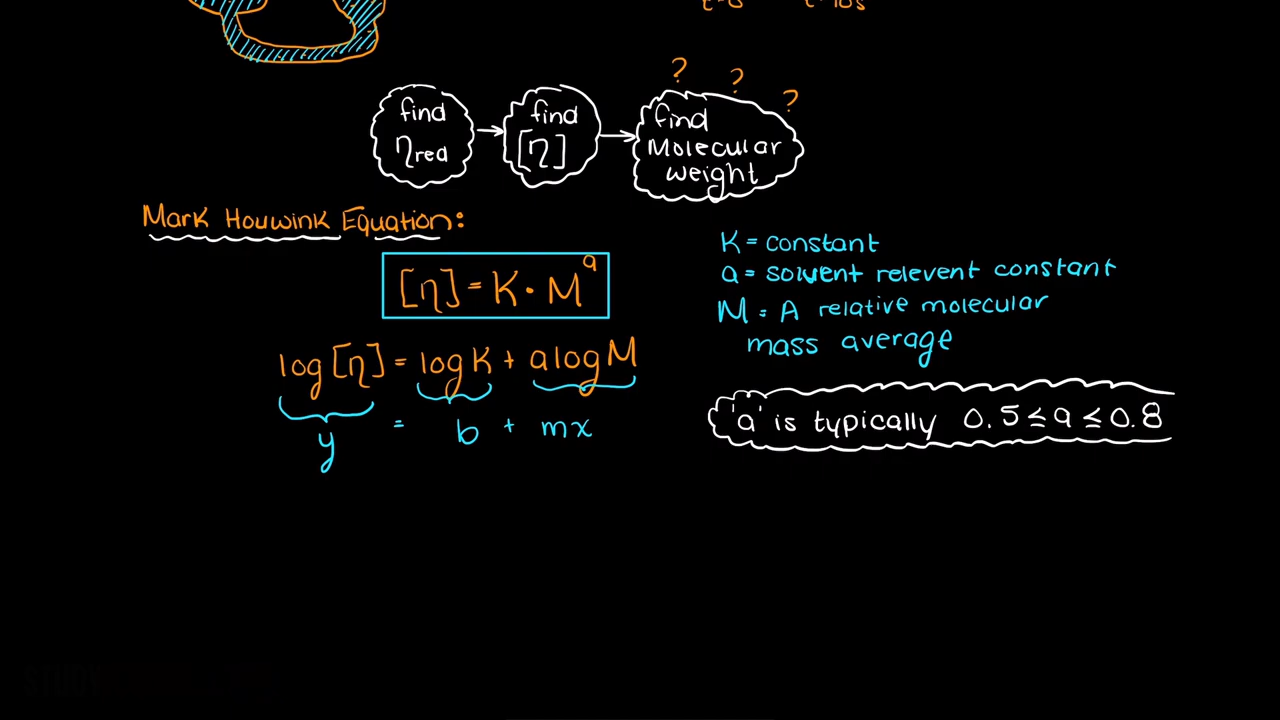 ? ? ?
find ηred → find [η] → find Molecular weight
Mark Houwink Equation:
[η] = K · Mᵃ
K = constant
a = solvent relevent constant
M = A relative molecular
mass average
log [η] = log K + a log M
y = b + mx
'a' is typically 0.5 ≤ a ≤ 0.8